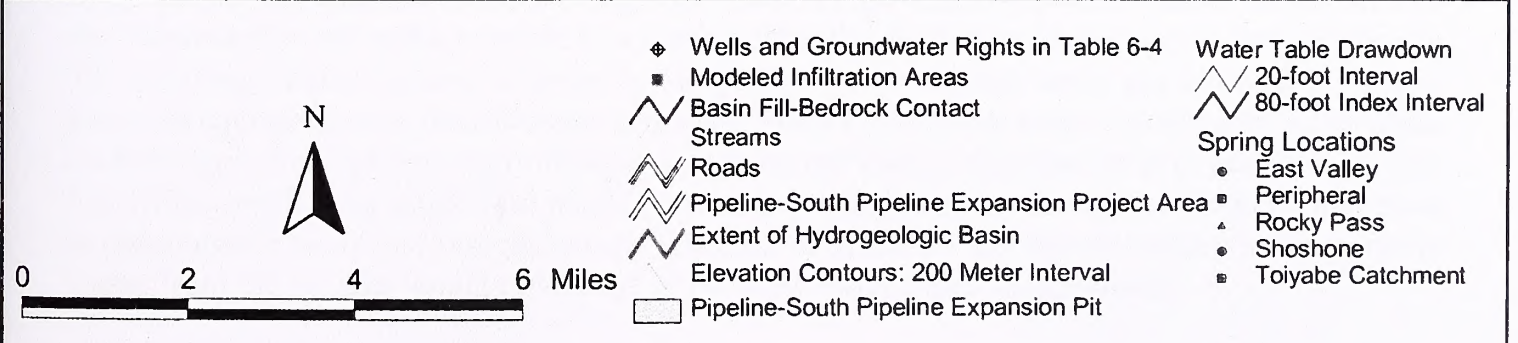 N
0 2 4 6 Miles
Wells and Groundwater Rights in Table 6-4
Modeled Infiltration Areas
Basin Fill-Bedrock Contact
Streams
Roads
Pipeline-South Pipeline Expansion Project Area
Extent of Hydrogeologic Basin
Elevation Contours: 200 Meter Interval
Pipeline-South Pipeline Expansion Pit
Water Table Drawdown
20-foot Interval
80-foot Index Interval
Spring Locations
East Valley
Peripheral
Rocky Pass
Shoshone
Toiyabe Catchment